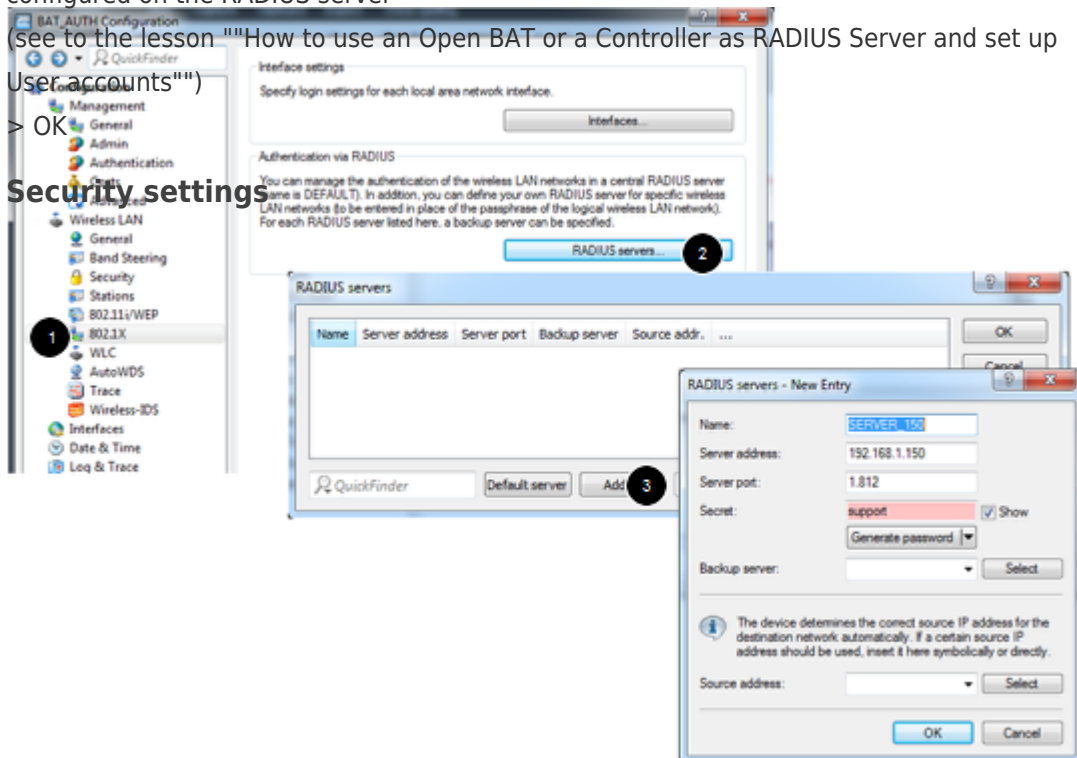 configured on the RADIUS server
BAT_AUTH Configuration
(see to the lesson ""How to use an Open BAT or a Controller as RADIUS Server and set up
User accounts"")
> OK
Security settings
QuickFinder
Configuration
Management
General
Admin
Authentication
Costs
Advanced
Wireless LAN
General
Band Steering
Security
Stations
802.11i/WEP
1
802.1X
WLC
AutoWDS
Trace
Wireless-IDS
Interfaces
Date & Time
Log & Trace
Interface settings
Specify login settings for each local area network interface.
Interfaces...
Authentication via RADIUS
You can manage the authentication of the wireless LAN networks in a central RADIUS server
(name is DEFAULT). In addition, you can define your own RADIUS server for specific wireless
LAN networks (to be entered in place of the passphrase of the logical wireless LAN network).
For each RADIUS server listed here, a backup server can be specified.
RADIUS servers... 2
RADIUS servers
Name Server address Server port Backup server Source addr. ...
OK
Cancel
QuickFinder Default server Add 3
RADIUS servers - New Entry
Name: SERVER_150
Server address: 192.168.1.150
Server port: 1.812
Secret: support Show
Generate password
Backup server: Select
The device determines the correct source IP address for the
destination network automatically. If a certain source IP
address should be used, insert it here symbolically or directly.
Source address: Select
OK Cancel